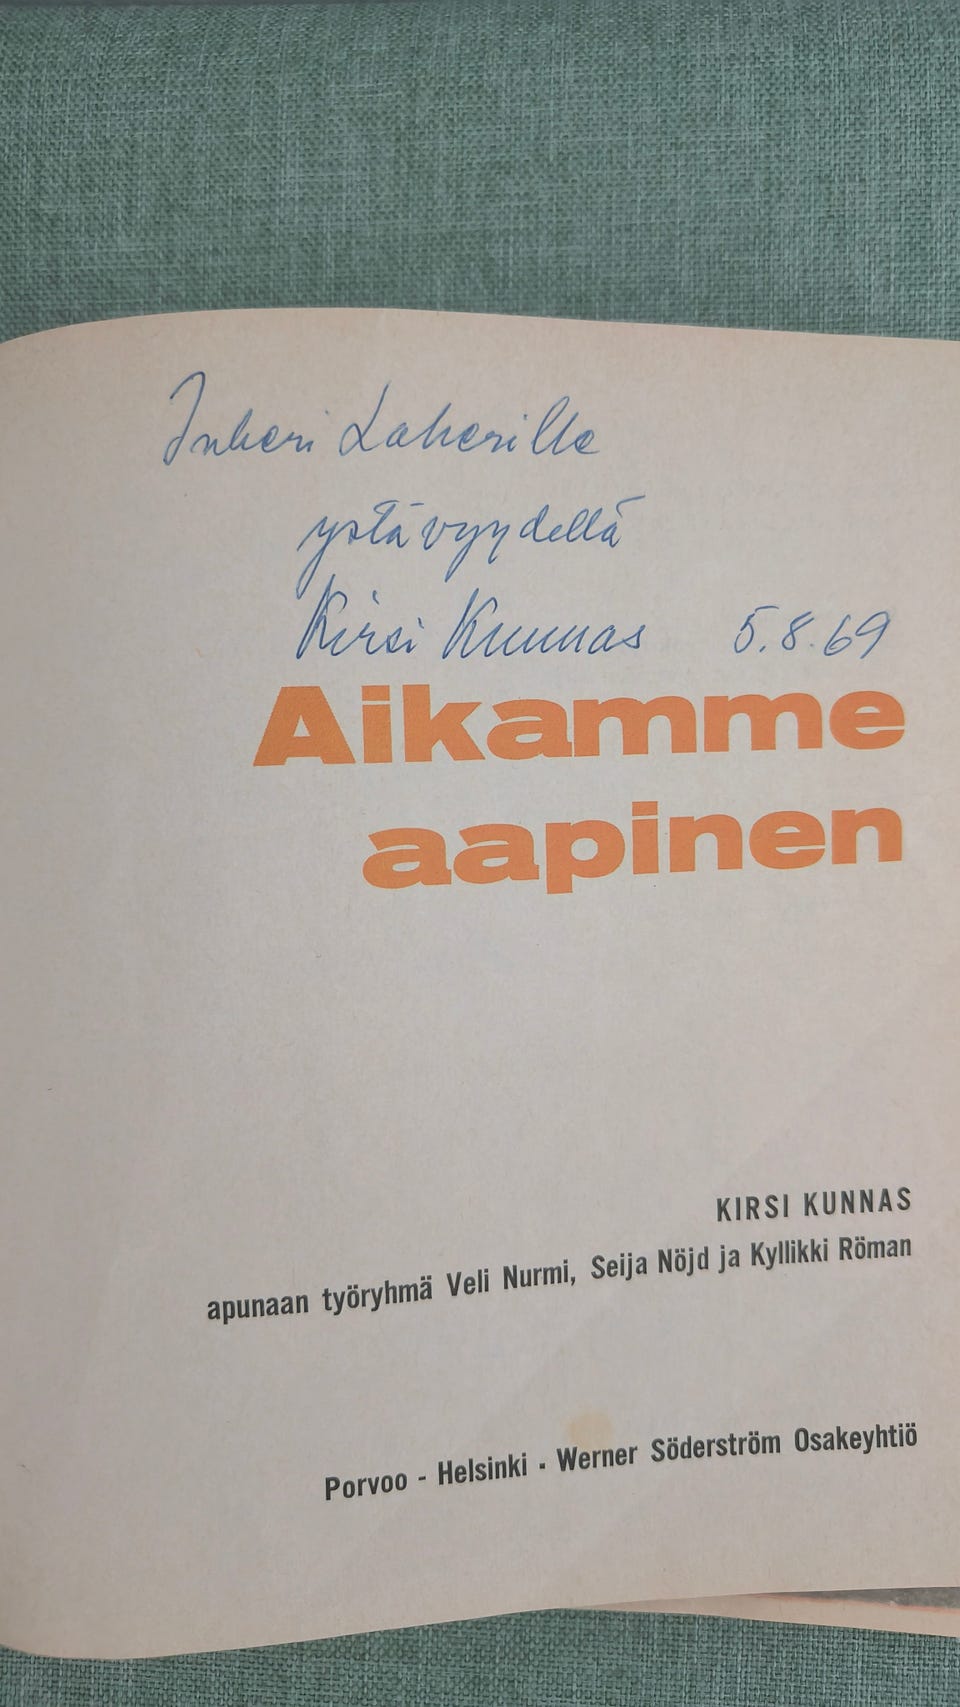 Inkeri
ystävyydellä
Kirsi Kunnas 5.8.69
Aikamme
aapinen
KIRSI KUNNAS
apunaan työryhmä Veli Nurmi, Seija Nöjd ja Kyllikki Röman
Porvoo - Helsinki · Werner Söderström Osakeyhtiö